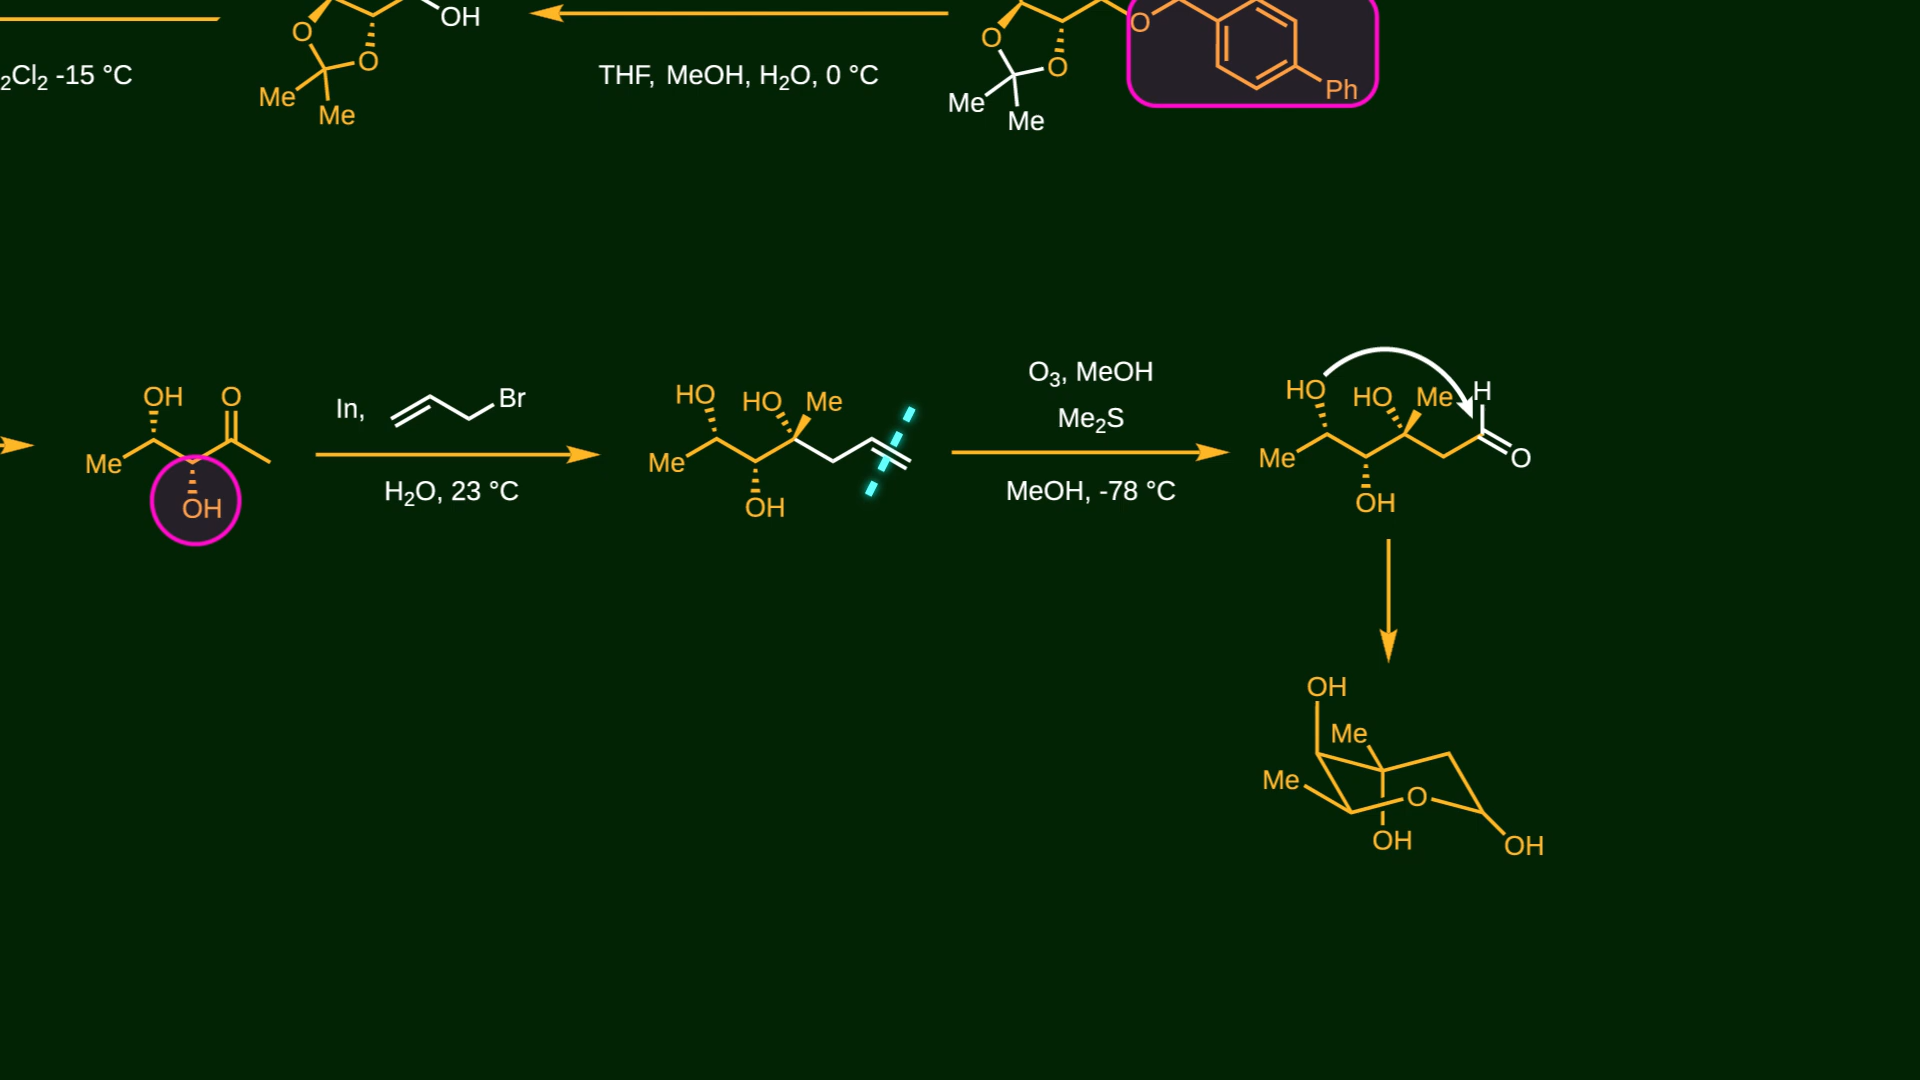 OH
O
O
Me
Me
₂Cl₂ -15 °C
THF, MeOH, H₂O, 0 °C
O
O
O
Me
Me
Ph
OH
O
Me
OH
In,
Br
H₂O, 23 °C
HO
HO
Me
Me
OH
O₃, MeOH
Me₂S
MeOH, -78 °C
HO
HO
Me
H
Me
O
OH
OH
Me
Me
O
OH
OH